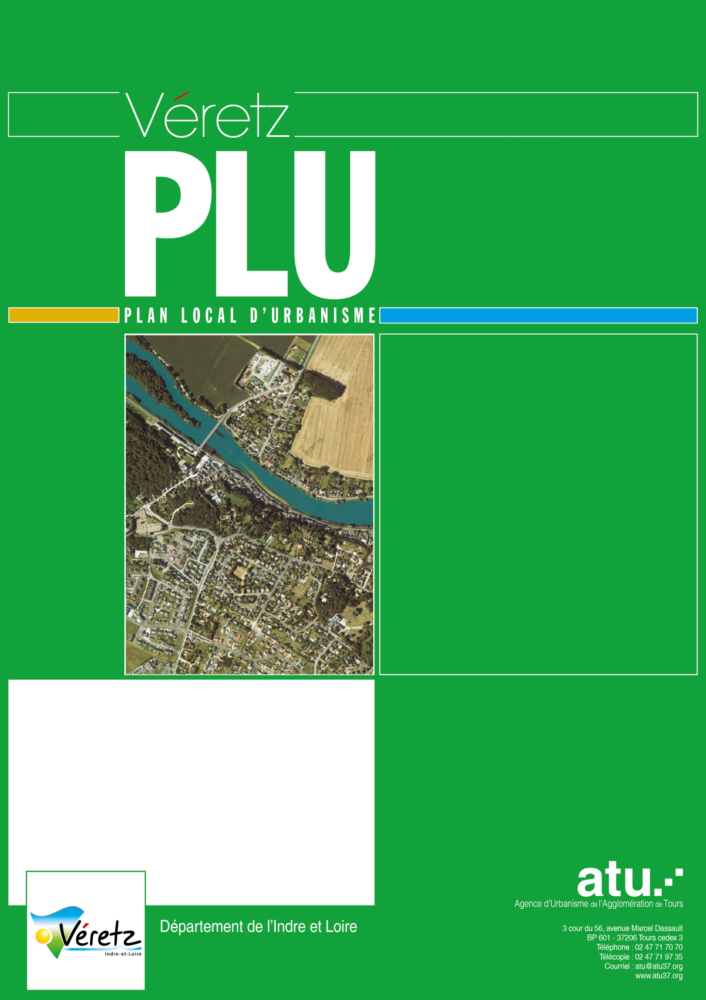 Véretz
PLU
PLAN LOCAL D'URBANISME
GEOPORTAIL
atu
Agence d'Urbanisme de l'Agglomération de Tours
3 cour du 56, avenue Marcel Dassault
BP 601 - 37206 Tours cedex 3
Téléphone : 02 47 71 70 70
Télécopie : 02 47 71 97 35
Courriel : atu@atu37.org
www.atu37.org
Département de l'Indre et Loire
Véretz
Indre-et-Loire